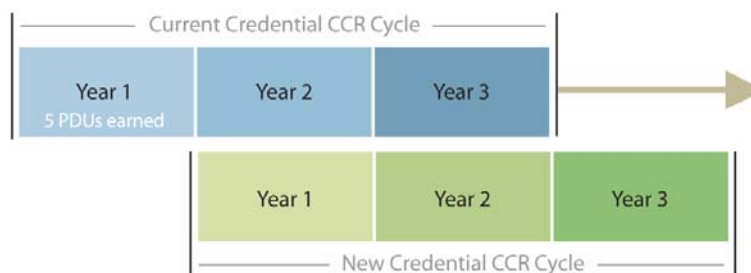 Current Credential CCR Cycle
Year 1 Year 2 Year 3
5 PDUs earned
Year 1 Year 2 Year 3
New Credential CCR Cycle